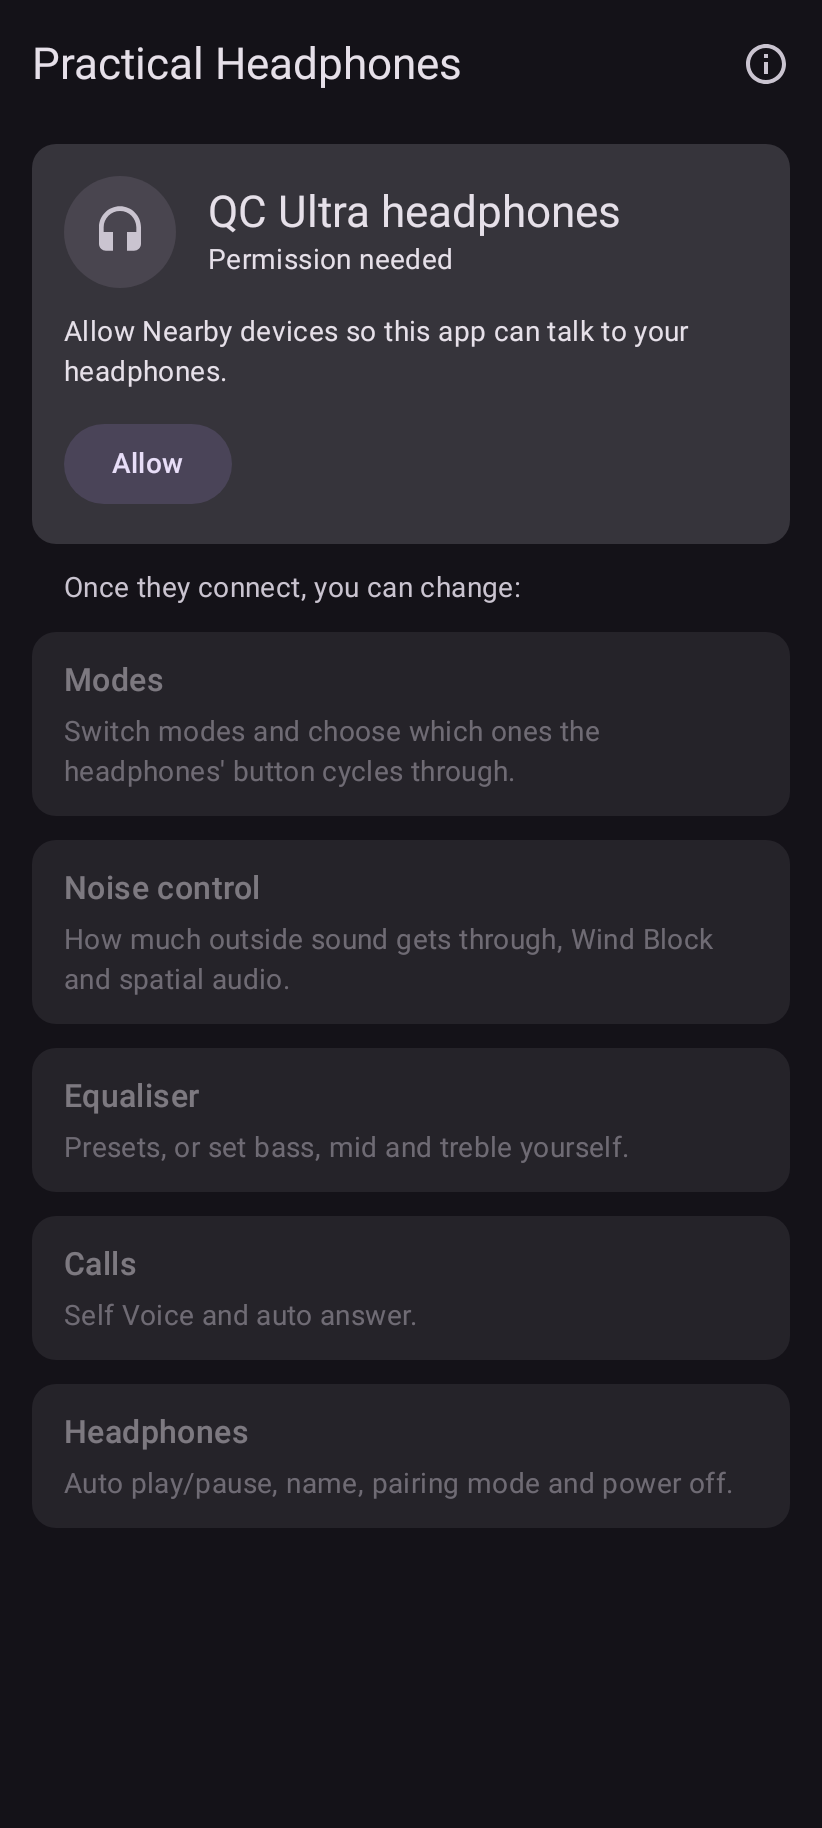 Practical Headphones
QC Ultra headphones
Permission needed
Allow Nearby devices so this app can talk to your
headphones.
Allow
Once they connect, you can change:
Modes
Switch modes and choose which ones the
headphones' button cycles through.
Noise control
How much outside sound gets through, Wind Block
and spatial audio.
Equaliser
Presets, or set bass, mid and treble yourself.
Calls
Self Voice and auto answer.
Headphones
Auto play/pause, name, pairing mode and power off.